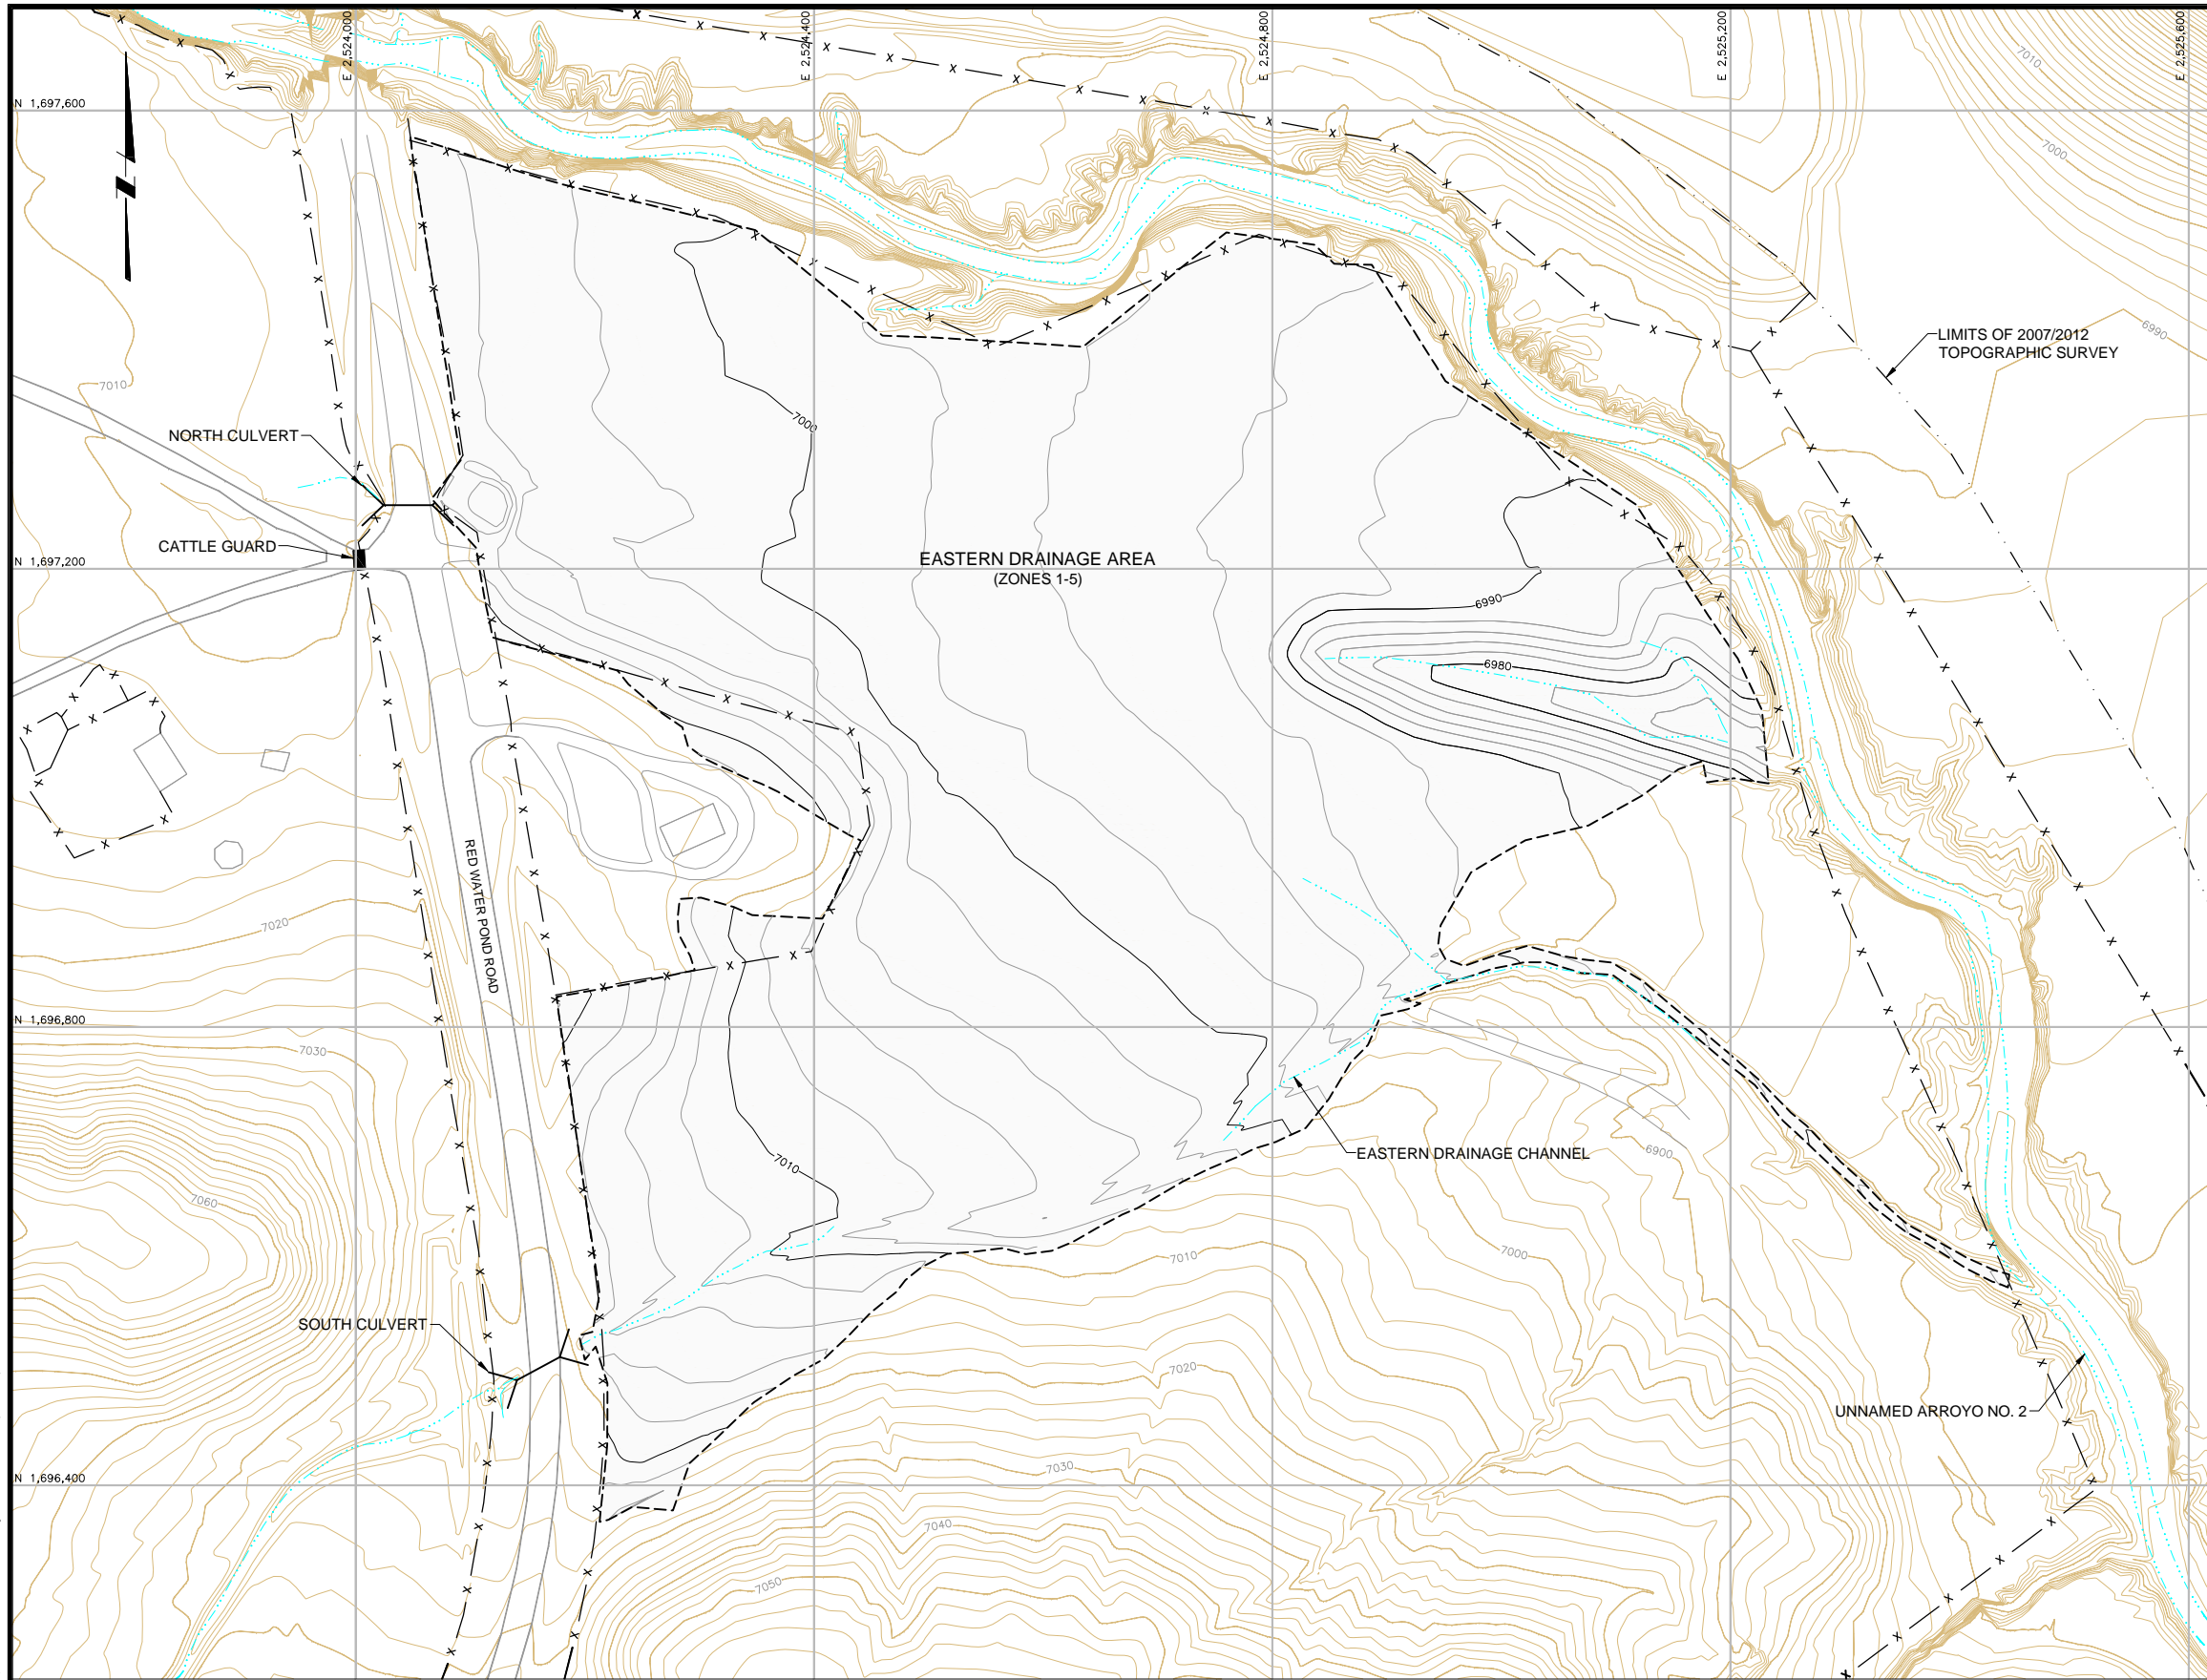 E 2,524,000
E 2,524,400
E 2,524,800
E 2,525,200
E 2,525,600
7010
N 1,697,600
7000
Z
LIMITS OF 2007/2012
TOPOGRAPHIC SURVEY
6990
7010
7000
NORTH CULVERT
CATTLE GUARD
N 1,697,200
EASTERN DRAINAGE AREA
(ZONES 1-5)
6990
6980
RED WATER POND ROAD
7020
N 1,696,800
7030
EASTERN DRAINAGE CHANNEL
6900
7010
7060
7010
7000
SOUTH CULVERT
7020
UNNAMED ARROYO NO. 2
7030
N 1,696,400
7040
7050